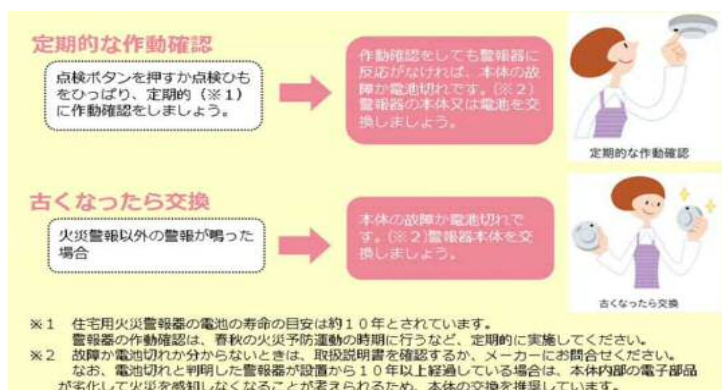 定期的な作動確認
点検ボタンを押すか点検ひも
をひっぱり、定期的(※1)
に作動確認をしましょう。
作動確認をしても警報器に
反応がなければ、本体の故
障か電池切れです。(※2)
警報器の本体又は電池を交
換しましょう。
定期的な作動確認
古くなったら交換
火災警報以外の警報が鳴った
場合
本体の故障か電池切れで
す。(※2)警報器本体を交
換しましょう。
古くなったら交換
※1 住宅用火災警報器の電池の寿命の目安は約10年とされています。
警報器の作動確認は、春秋の火災予防運動の時期に行うなど、定期的に実施してください。
※2 故障か電池切れか分からないときは、取扱説明書を確認するか、メーカーにお問合せください。
なお、電池切れと判明した警報器が設置から10年以上経過している場合は、本体内部の電子部品
が劣化して火災を感知しなくなることが考えられるため、本体の交換を推奨しています。